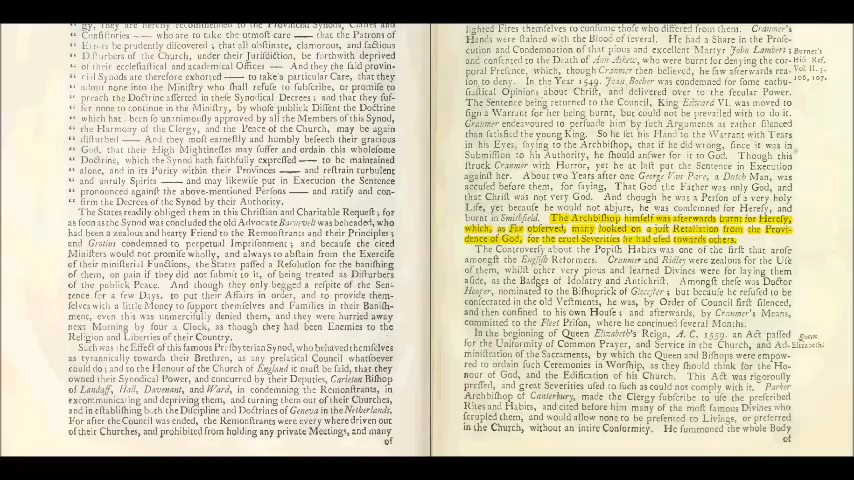 gy, They are hereby recommended to the Provincial Synods, Classes and
“ Consistories — who are to take the utmost care — that the Patrons of
“ Errors be prudently discovered; that all obstinate, clamorous, and factious
“ Disturbers of the Church, under their Jurisdiction, be forthwith deprived
“ of their ecclesiastical and academical Offices — And they the said provin-
“ cial Synods are therefore exhorted — to take a particular Care, that they
“ admit none into the Ministry who shall refuse to subscribe, or promise to
“ preach the Doctrine asserted in these Synodical Decrees; and that they suf-
“ fer none to continue in the Ministry, by whose publick Dissent the Doctrine
“ which hat been so unanimously approved by all the Members of this Synod,
“ the Harmony of the Clergy, and the Peace of the Church, may be again
“ disturbed — And they most earnestly and humbly beseech their gracious
“ God, that their High Mightinesses may suffer and ordain this wholesome
“ Doctrine, which the Synod hath faithfully expressed — to be maintained
“ alone, and in its Purity within their Provinces — and restrain turbulent
“ and unruly Spirits — and may likewise put in Execution the Sentence
“ pronounced against the above-mentioned Persons — and ratify and con-
“ firm the Decrees of the Synod by their Authority.
The States readily obliged them in this Christian and Charitable Request; for
as soon as the Synod was concluded the old Advocate Barnevelt was beheaded, who
had been a zealous and hearty Friend to the Remonstrants and their Principles;
and Grotius condemned to perpetual Imprisonment; and because the cited
Ministers would not promise wholly, and always to abstain from the Exercise
of their ministerial Functions, the States passed a Resolution for the banishing
of them, on pain if they did not submit to it, of being treated as Disturbers
of the publick Peace. And though they only begged a respite of the Sen-
tence for a few Days, to put their Affairs in order, and to provide them-
selves with a little Money to support themselves and Families in their Banish-
ment, even this was unmercifully denied them, and they were hurried away
next Morning by four a Clock, as though they had been Enemies to the
Religion and Liberties of their Country.
Such was the Effect of this famous Presbyterian Synod, who behaved themselves
as tyrannically towards their Brethren, as any prelatical Council whatsoever
could do; and to the Honour of the Church of England it must be said, that they
owned their Synodical Power, and concurred by their Deputies, Carleton Bishop
of Landaff, Hall, Davenant, and Ward, in condemning the Remonstrants, in
excommunicating and depriving them, and turning them out of their Churches,
and in establishing both the Discipline and Doctrines of Geneva in the Netherlands.
For after the Council was ended, the Remonstrants were every where driven out
of their Churches, and prohibited from holding any private Meetings, and many
of
lighted Fires themselves to consume those who differed from them. Cranmer's
Hands were stained with the Blood of several. He had a Share in the Prose-
cution and Condemnation of that pious and excellent Martyr John Lambert;
and consented to the Death of Ann Askew, who were burnt for denying the cor-
poral Presence, which, though Cranmer then believed, he saw afterwards rea-
son to deny. In the Year 1549. Joan Bocher was condemned for some enthu-
siastical Opinions about Christ, and delivered over to the secular Power.
The Sentence being returned to the Council, King Edward VI. was moved to
sign a Warrant for her being burnt, but could not be prevailed with to do it.
Cranmer endeavoured to persuade him by such Arguments as rather silenced
than satisfied the young King. So he set his Hand to the Warrant with Tears
in his Eyes, saying to the Archbishop, that if he did wrong, since it was in
Submission to his Authority, he should answer for it to God. Though this
struck Cranmer with Horror, yet he at last put the Sentence in Execution
against her. About two Years after one George Van Pare, a Dutch Man, was
accused before them, for saying, That God the Father was only God, and
that Christ was not very God. And though he was a Person of a very holy
Life, yet because he would not abjure, he was condemned for Heresy, and
burnt in Smithfield. The Archbishop himself was afterwards burnt for Heresy,
which, as Fox observed, many looked on a just Retaliation from the Provi-
dence of God, for the cruel Severities he had used towards others.
The Controversy about the Popish Habits was one of the first that arose
amongst the English Reformers. Cranmer and Ridley were zealous for the Use
of them, whilst other very pious and learned Divines were for laying them
aside, as the Badges of Idolatry and Antichrist. Amongst these was Doctor
Hooper, nominated to the Bishoprick of Glocester; but because he refused to be
consecrated in the old Vestments, he was, by Order of Council first silenced,
and then confined to his own House; and afterwards, by Cranmer's Means,
committed to the Fleet Prison, where he continued several Months.
In the beginning of Queen Elizabeth's Reign, A. C. 1559. an Act passed
for the Uniformity of Common Prayer, and Service in the Church, and Ad-
ministration of the Sacraments, by which the Queen and Bishops were empow-
ered to ordain such Ceremonies in Worship, as they should think for the Ho-
nour of God, and the Edification of his Church. This Act was rigorously
pressed, and great Severities used to such as could not comply with it. Parker
Archbishop of Canterbury, made the Clergy subscribe to use the prescribed
Rites and Habits, and cited before him many of the most famous Divines who
scrupled them, and would allow none to be presented to Livings, or preferred
in the Church, without an entire Conformity. He summoned the whole Body
of
Burnet's
Hist. Ref.
Vol. II. p.
106, 107.
Queen
Elizabeth.